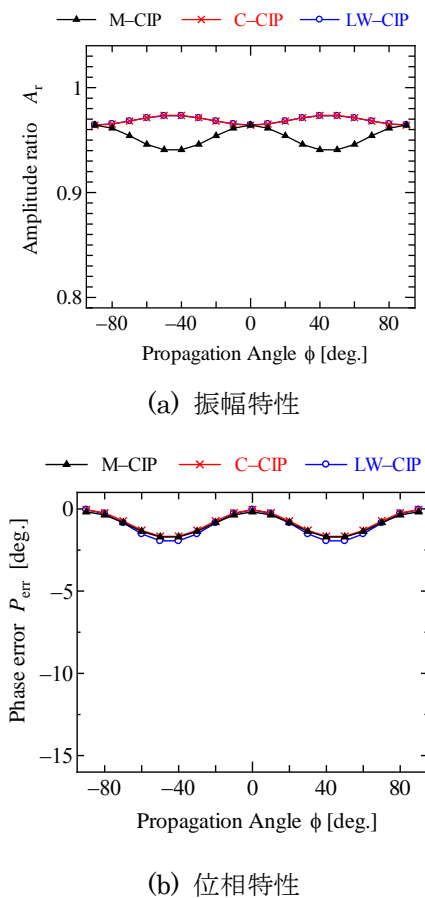 M–CIP C–CIP LW–CIP
Amplitude ratio A_r
1
0.9
0.8
−80 −40 0 40 80
Propagation Angle ϕ [deg.]
(a) 振幅特性
M–CIP C–CIP LW–CIP
Phase error P_err [deg.]
0
−5
−10
−15
−80 −40 0 40 80
Propagation Angle ϕ [deg.]
(b) 位相特性